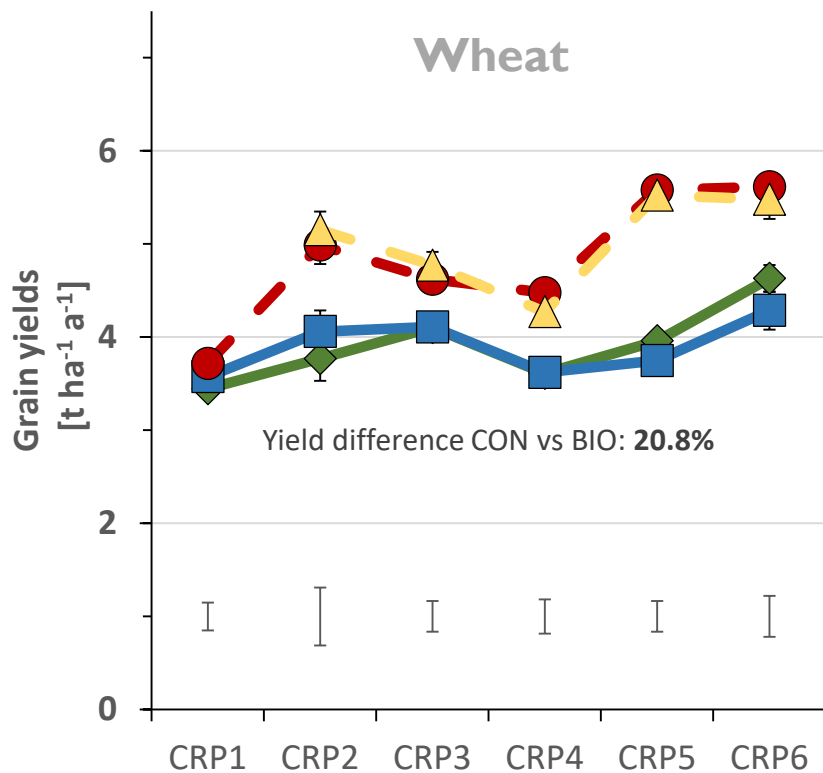 Wheat
6
4
2
0
Grain yields
[t ha⁻¹ a⁻¹]
Yield difference CON vs BIO: 20.8%
CRP1 CRP2 CRP3 CRP4 CRP5 CRP6